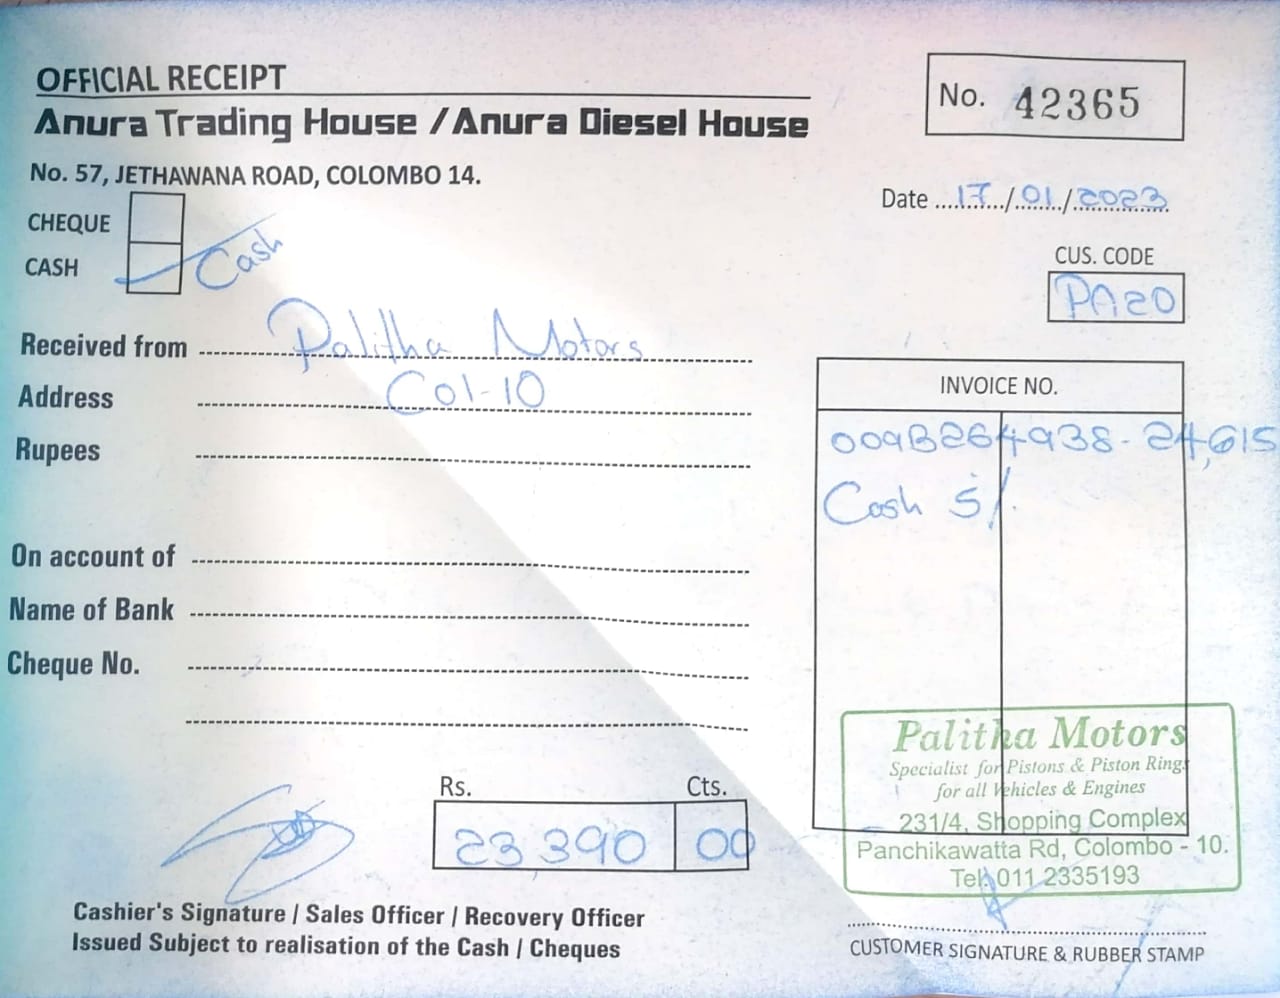 OFFICIAL RECEIPT
Anura Trading House / Anura Diesel House
No. 57, JETHAWANA ROAD, COLOMBO 14.
No. 42365
Date 17/01/2023
CHEQUE
CASH
Cash
CUS. CODE
PA20
Received from Palitha Motors
Address Col-10
Rupees
On account of
Name of Bank
Cheque No.
INVOICE NO.
009B264938 - 24,615
Cash 5%
Rs. Cts.
23 390 00
Cashier's Signature / Sales Officer / Recovery Officer
Issued Subject to realisation of the Cash / Cheques
Palitha Motors
Specialist for Pistons & Piston Rings
for all Vehicles & Engines
231/4, Shopping Complex
Panchikawatta Rd, Colombo - 10.
Tel: 011 2335193
CUSTOMER SIGNATURE & RUBBER STAMP